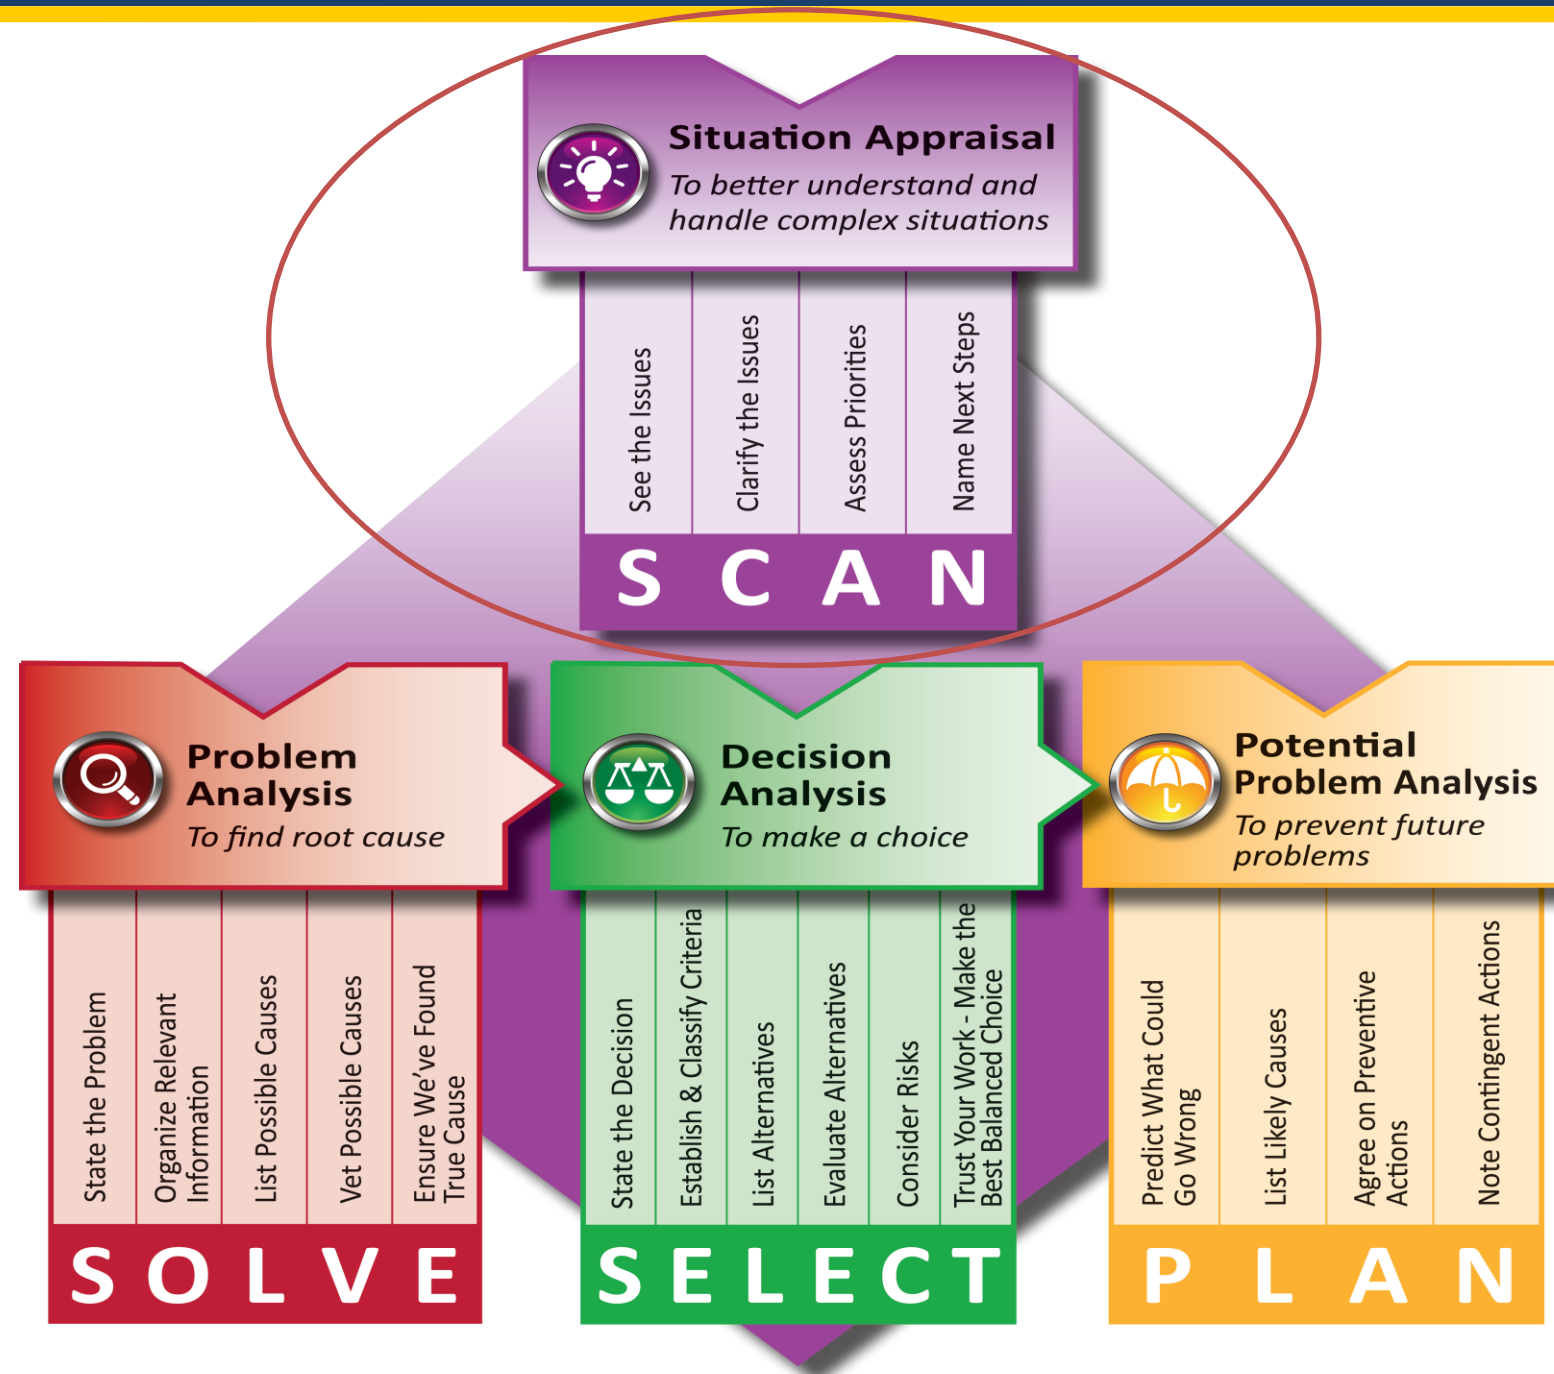 Situation Appraisal
To better understand and
handle complex situations
See the Issues
Clarify the Issues
Assess Priorities
Name Next Steps
S C A N
Problem
Analysis
To find root cause
State the Problem
Organize Relevant
Information
List Possible Causes
Vet Possible Causes
Ensure We've Found
True Cause
S O L V E
Decision
Analysis
To make a choice
State the Decision
Establish & Classify Criteria
List Alternatives
Evaluate Alternatives
Consider Risks
Trust Your Work - Make the
Best Balanced Choice
S E L E C T
Potential
Problem Analysis
To prevent future
problems
Predict What Could
Go Wrong
List Likely Causes
Agree on Preventive
Actions
Note Contingent Actions
P L A N